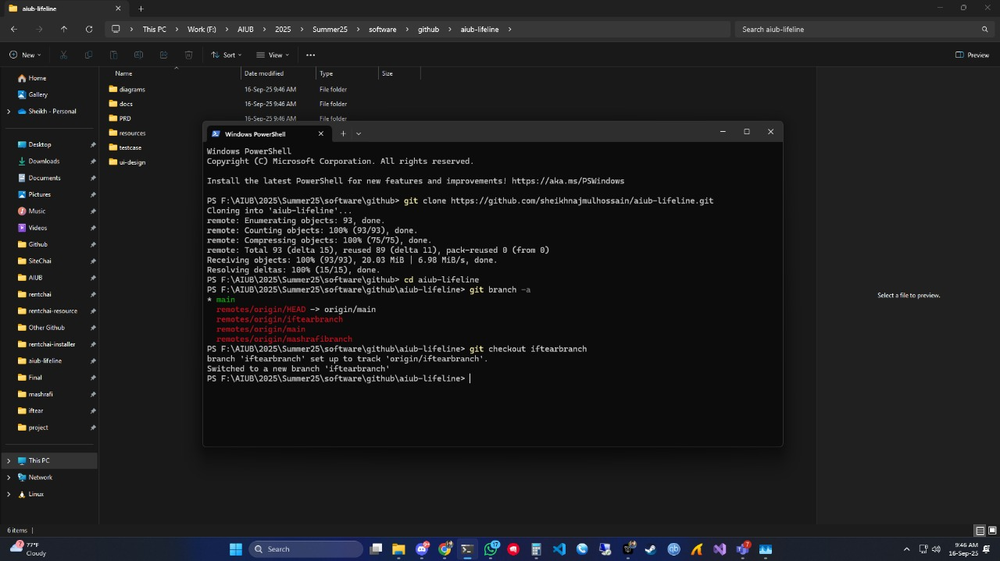 aiub-lifeline
This PC > Work (F:) > AIUB > 2025 > Summer25 > software > github > aiub-lifeline >
Search aiub-lifeline
New
Sort
View
Preview
Name
Date modified
Type
Size
Home
Gallery
Sheikh - Personal
Desktop
Downloads
Documents
Pictures
Music
Videos
Github
SiteChai
AIUB
rentchai
rentchai-resource
Other Github
rentchai-installer
aiub-lifeline
Final
mashrafi
iftear
project
This PC
Network
Linux
diagrams 16-Sep-25 9:46 AM File folder
docs 16-Sep-25 9:46 AM File folder
PRD 16-Sep-25 9:46 AM File folder
resources
testcase
ui-design
Windows PowerShell
Windows PowerShell
Copyright (C) Microsoft Corporation. All rights reserved.
Install the latest PowerShell for new features and improvements! https://aka.ms/PSWindows
PS F:\AIUB\2025\Summer25\software\github> git clone https://github.com/sheikhnajmulhossain/aiub-lifeline.git
Cloning into 'aiub-lifeline'...
remote: Enumerating objects: 93, done.
remote: Counting objects: 100% (93/93), done.
remote: Compressing objects: 100% (75/75), done.
remote: Total 93 (delta 15), reused 89 (delta 11), pack-reused 0 (from 0)
Receiving objects: 100% (93/93), 20.03 MiB | 6.98 MiB/s, done.
Resolving deltas: 100% (15/15), done.
PS F:\AIUB\2025\Summer25\software\github> cd aiub-lifeline
PS F:\AIUB\2025\Summer25\software\github\aiub-lifeline> git branch -a
* main
remotes/origin/HEAD -> origin/main
remotes/origin/iftearbranch
remotes/origin/main
remotes/origin/mashrafibranch
PS F:\AIUB\2025\Summer25\software\github\aiub-lifeline> git checkout iftearbranch
branch 'iftearbranch' set up to track 'origin/iftearbranch'.
Switched to a new branch 'iftearbranch'
PS F:\AIUB\2025\Summer25\software\github\aiub-lifeline>
Select a file to preview.
6 items
7
77°F
Cloudy
Search
17
7
9:46 AM
16-Sep-25